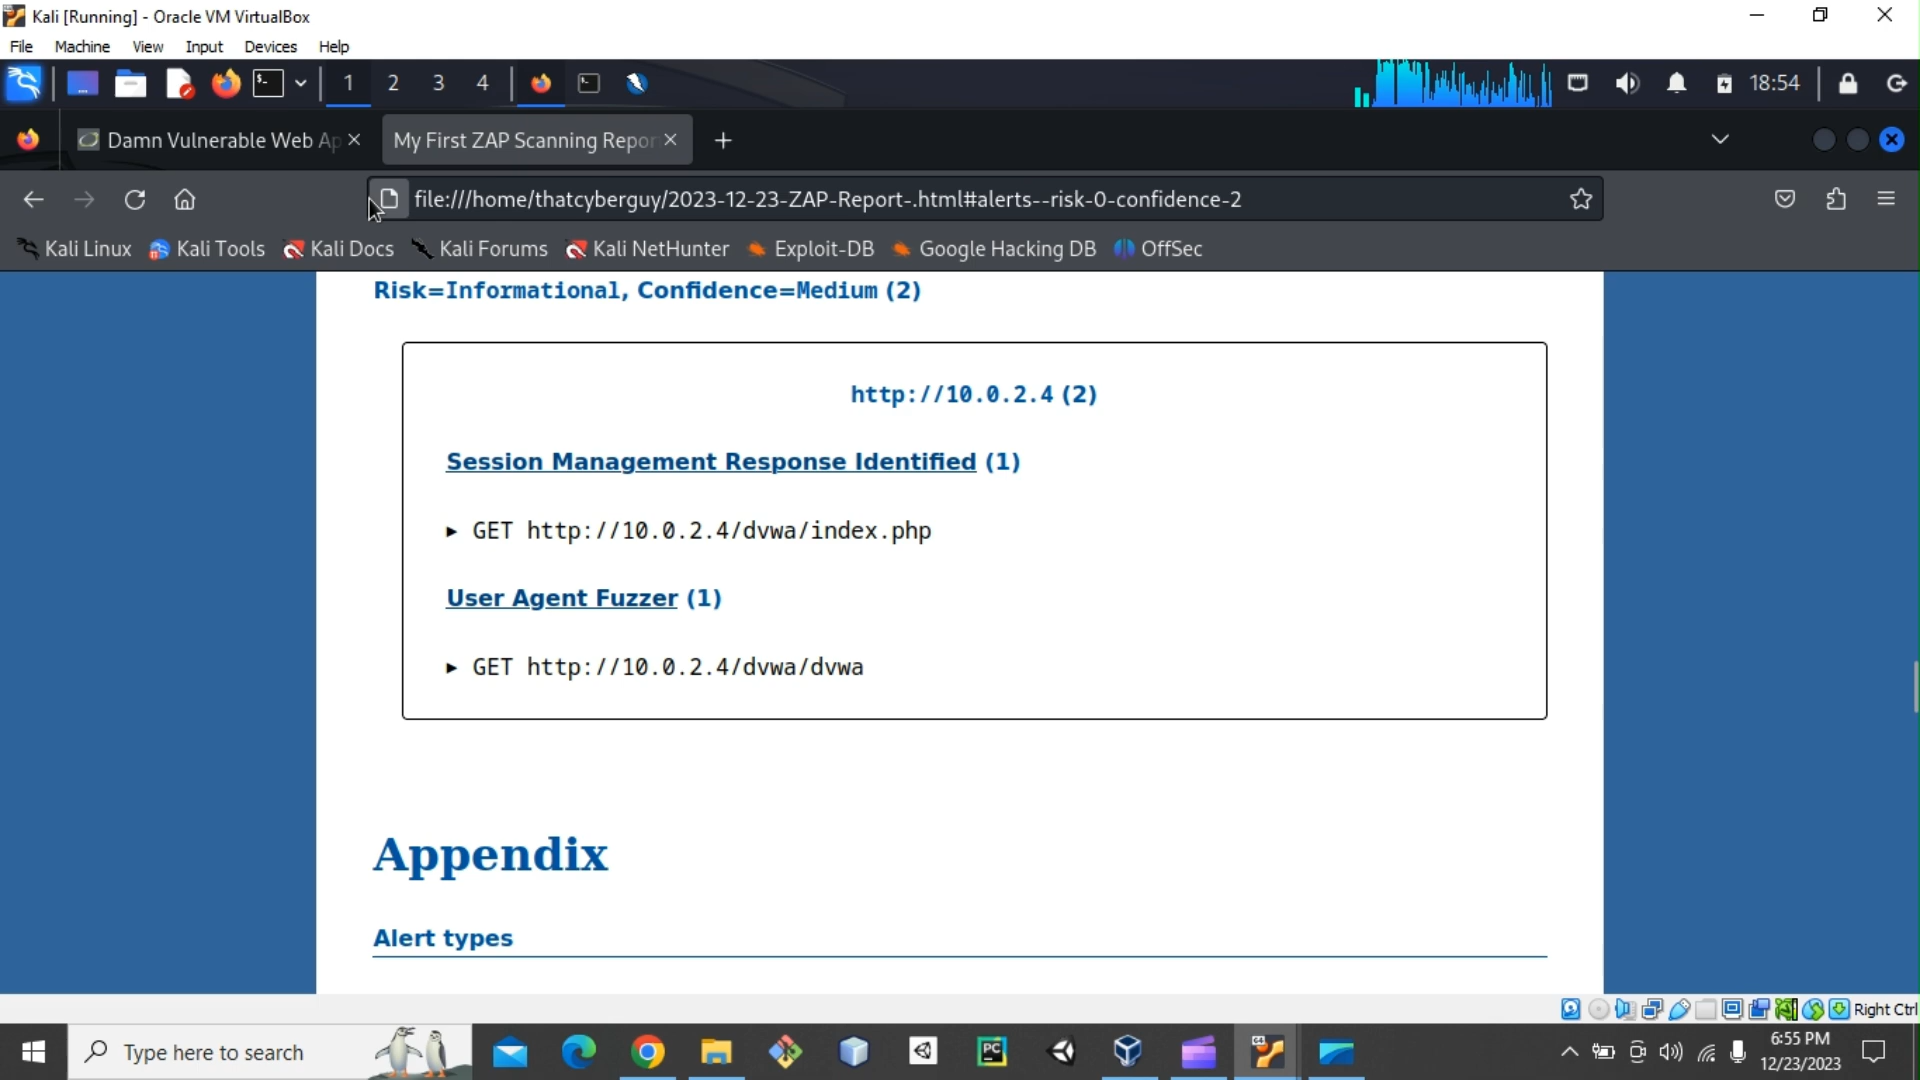 Kali [Running] - Oracle VM VirtualBox
File Machine View Input Devices Help
1 2 3 4 18:54
Damn Vulnerable Web Ap My First ZAP Scanning Repor
file:///home/thatcyberguy/2023-12-23-ZAP-Report-.html#alerts--risk-0-confidence-2
Kali Linux Kali Tools Kali Docs Kali Forums Kali NetHunter Exploit-DB Google Hacking DB OffSec
Risk=Informational, Confidence=Medium (2)
http://10.0.2.4 (2)
Session Management Response Identified (1)
▸ GET http://10.0.2.4/dvwa/index.php
User Agent Fuzzer (1)
▸ GET http://10.0.2.4/dvwa/dvwa
Appendix
Alert types
Right Ctrl
Type here to search
PC
64
6:55 PM
12/23/2023